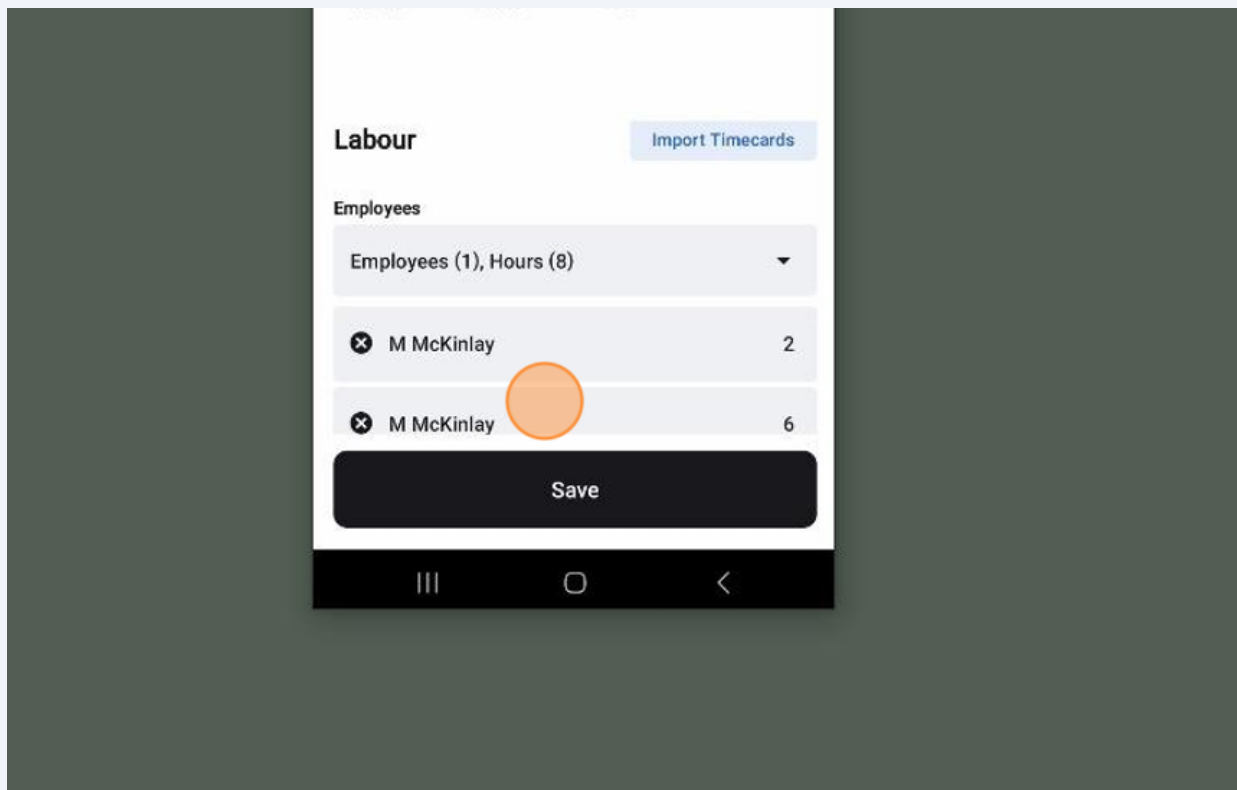 Labour
Import Timecards
Employees
Employees (1), Hours (8)
M McKinlay 2
M McKinlay 6
Save